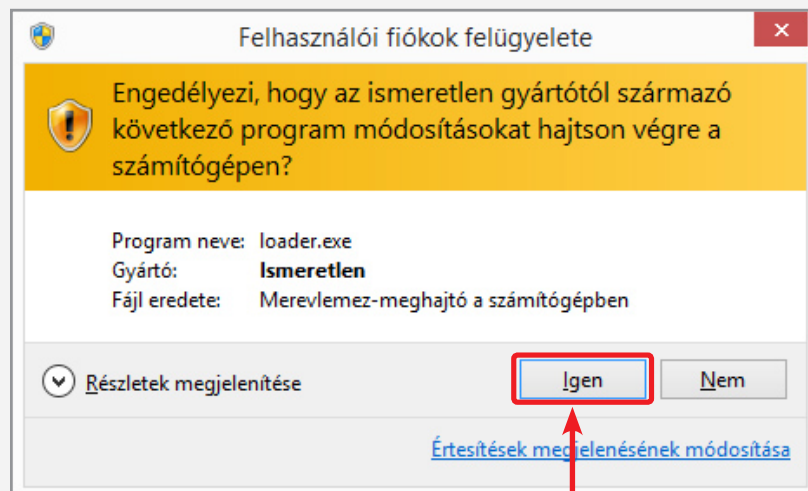 Felhasználói fiókok felügyelete
Engedélyezi, hogy az ismeretlen gyártótól származó
következő program módosításokat hajtson végre a
számítógépen?
Program neve: loader.exe
Gyártó: Ismeretlen
Fájl eredete: Merevlemez-meghajtó a számítógépben
Részletek megjelenítése
Igen
Nem
Értesítések megjelenésének módosítása